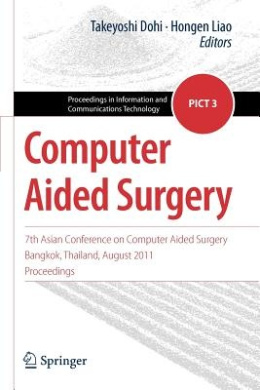 Takeyoshi Dohi · Hongen Liao
Editors
Proceedings in Information and
Communications Technology
PICT 3
Computer
Aided Surgery
7th Asian Conference on Computer Aided Surgery
Bangkok, Thailand, August 2011
Proceedings
Springer